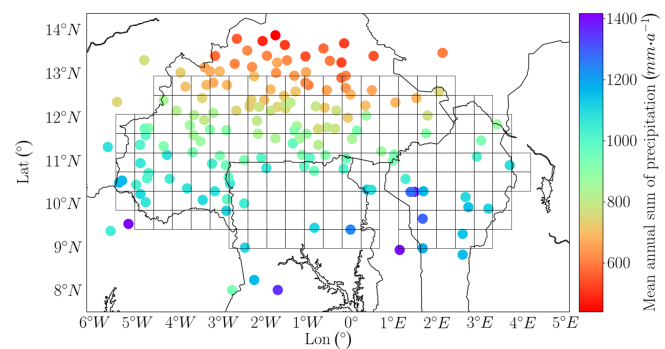 14°N
13°N
12°N
11°N
10°N
9°N
8°N
Lat (°)
6°W 5°W 4°W 3°W 2°W 1°W 0° 1°E 2°E 3°E 4°E 5°E
Lon (°)
1400
1200
1000
800
600
Mean annual sum of precipitation (mm·a⁻¹)